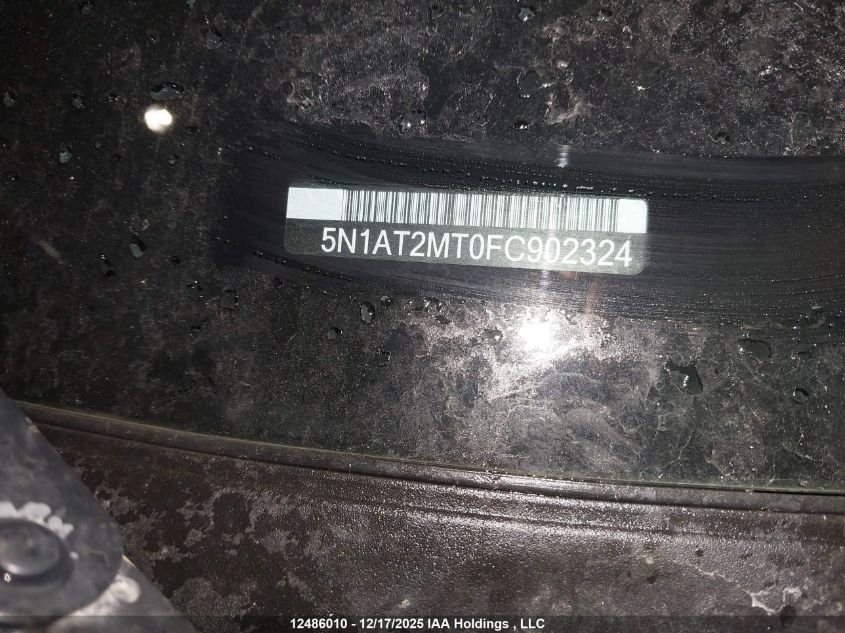 5N1AT2MT0FC902324
12486010 - 12/17/2025 IAA Holdings , LLC